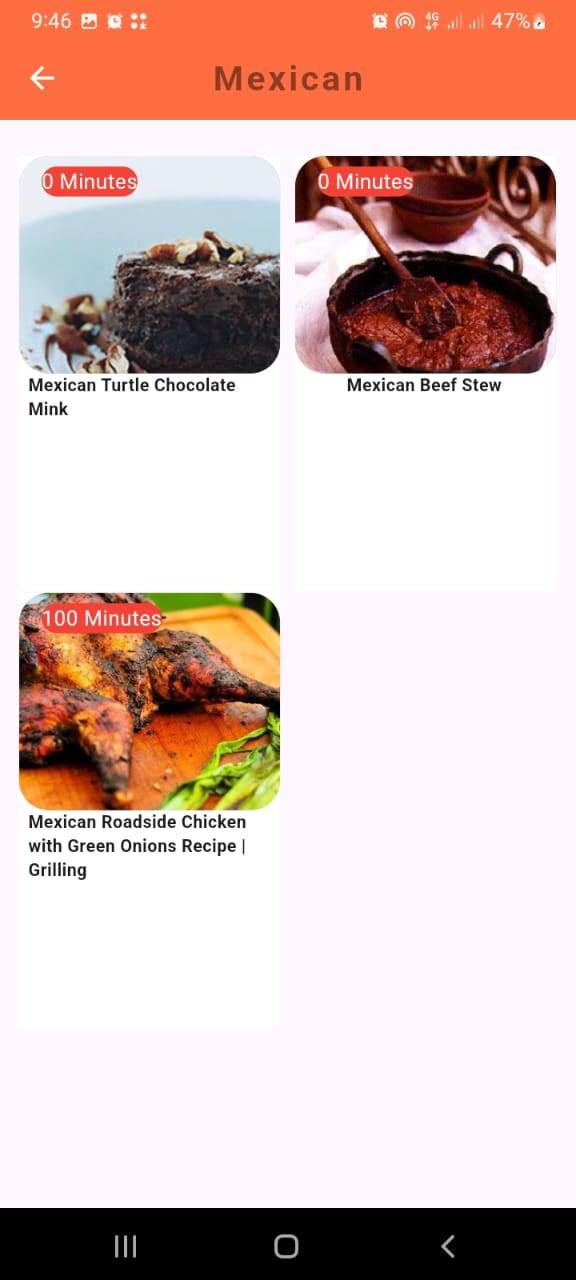 9:46 4G 47%
Mexican
0 Minutes
0 Minutes
Mexican Turtle Chocolate
Mink
Mexican Beef Stew
100 Minutes
Mexican Roadside Chicken
with Green Onions Recipe |
Grilling